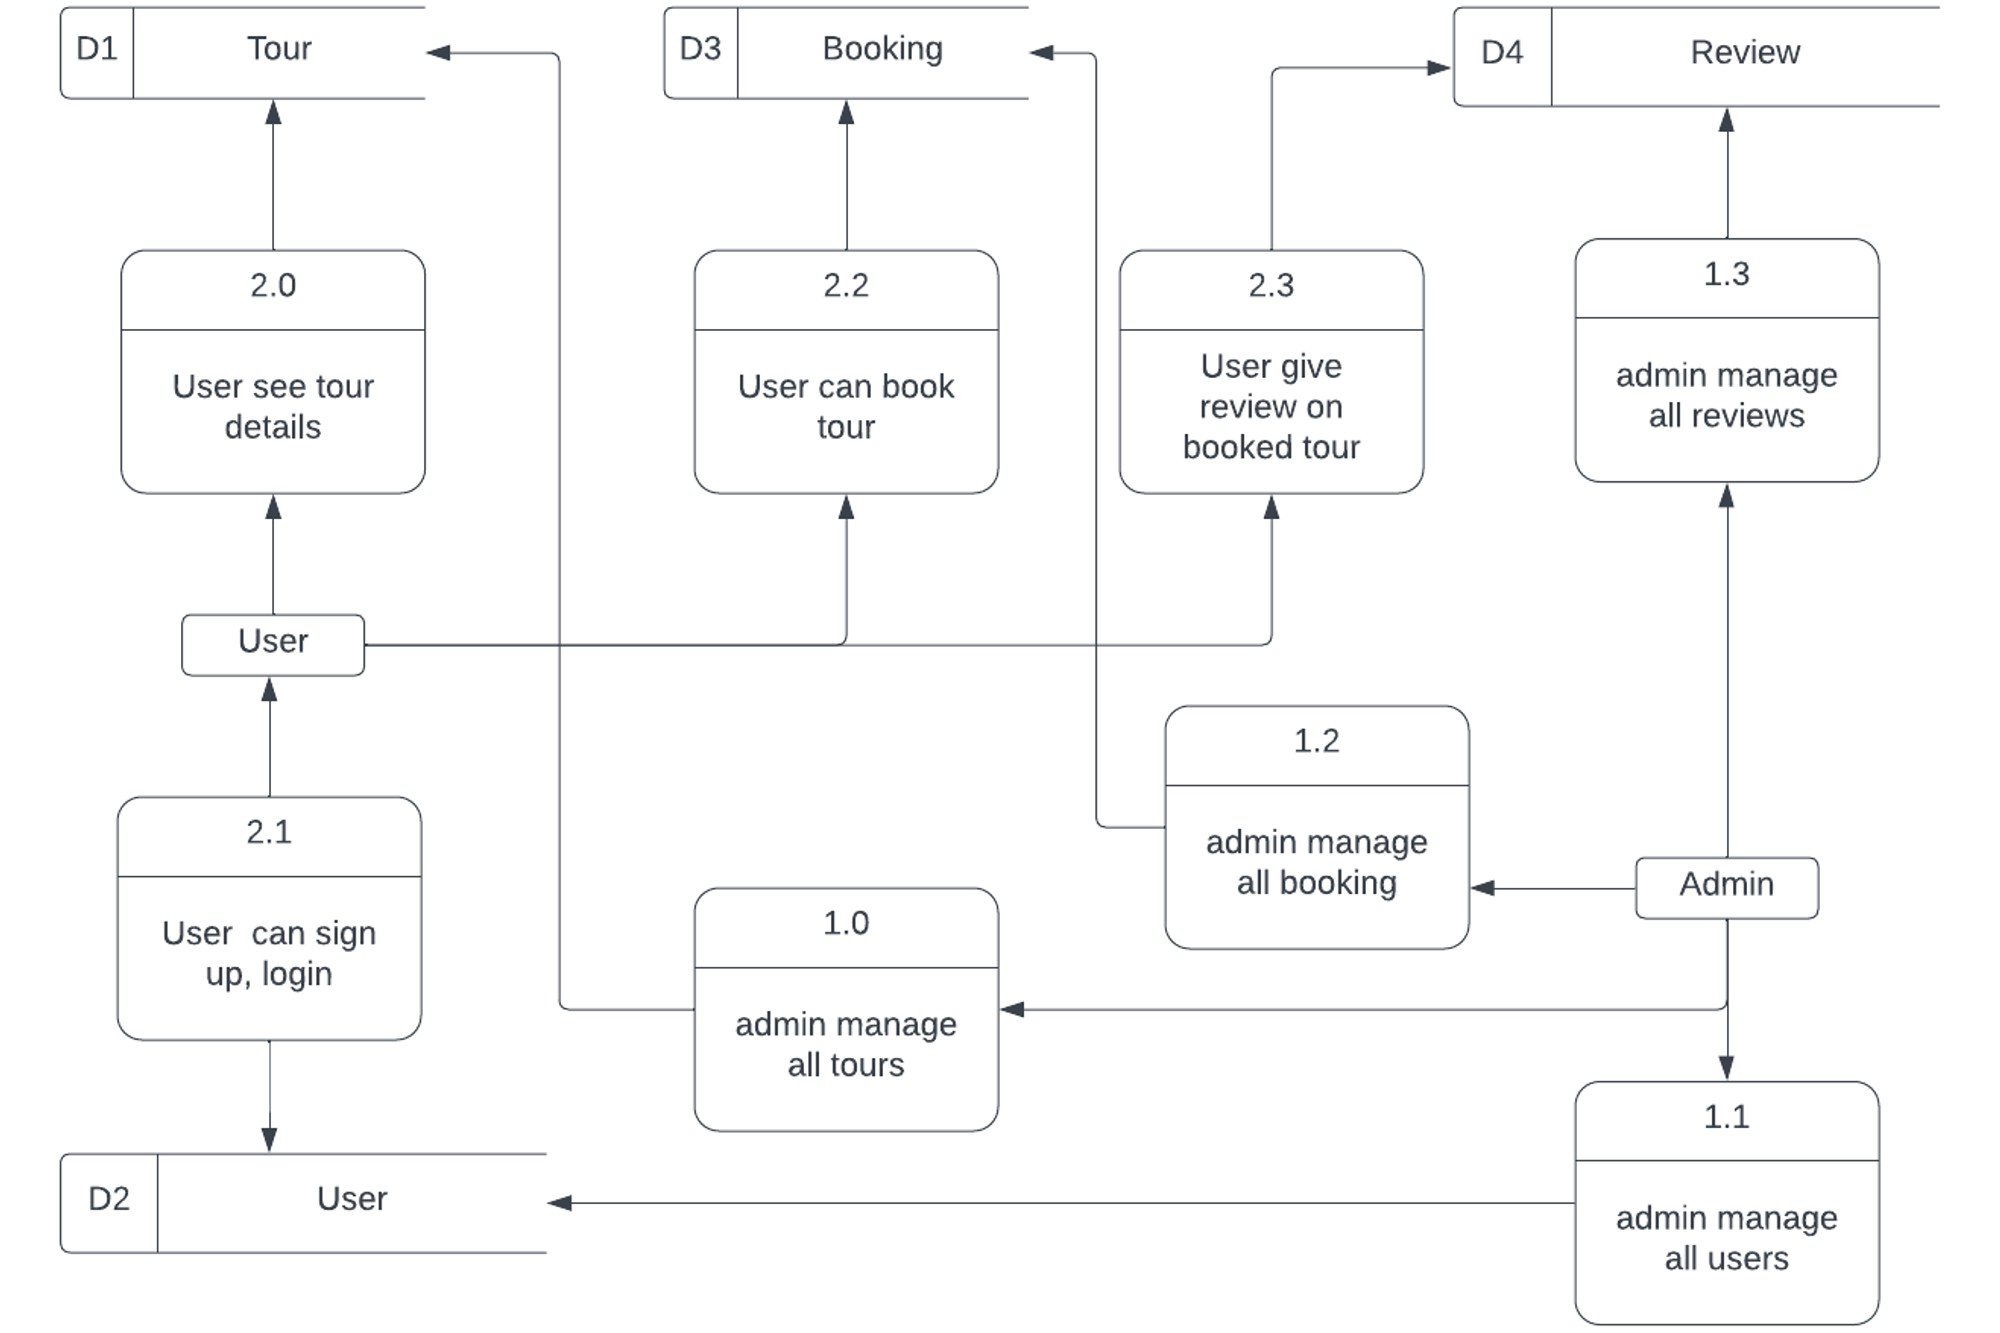 D1 Tour
D3 Booking
D4 Review
2.0
User see tour
details
2.2
User can book
tour
2.3
User give
review on
booked tour
1.3
admin manage
all reviews
User
2.1
User  can sign
up, login
1.0
admin manage
all tours
1.2
admin manage
all booking
Admin
D2 User
1.1
admin manage
all users